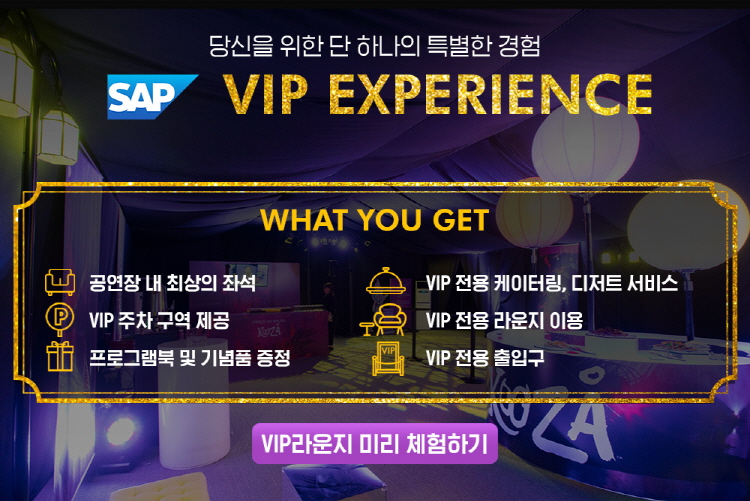 당신을 위한 단 하나의 특별한 경험
SAP VIP EXPERIENCE
WHAT YOU GET
공연장 내 최상의 좌석
VIP 전용 케이터링, 디저트 서비스
P
VIP 주차 구역 제공
VIP 전용 라운지 이용
프로그램북 및 기념품 증정
VIP
VIP 전용 출입구
KOOZÅ
KOOZÅ
VIP라운지 미리 체험하기